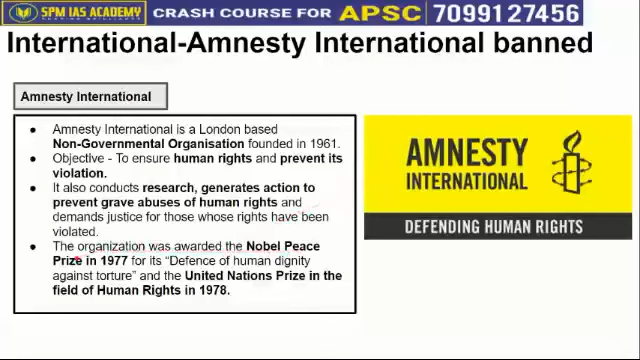 SPM IAS ACADEMY CRASH COURSE FOR APSC 7099127456
International-Amnesty International banned
Amnesty International
● Amnesty International is a London based
Non-Governmental Organisation founded in 1961.
● Objective - To ensure human rights and prevent its
violation.
● It also conducts research, generates action to
prevent grave abuses of human rights and
demands justice for those whose rights have been
violated.
● The organization was awarded the Nobel Peace
Prize in 1977 for its “Defence of human dignity
against torture” and the United Nations Prize in the
field of Human Rights in 1978.
AMNESTY
INTERNATIONAL
DEFENDING HUMAN RIGHTS